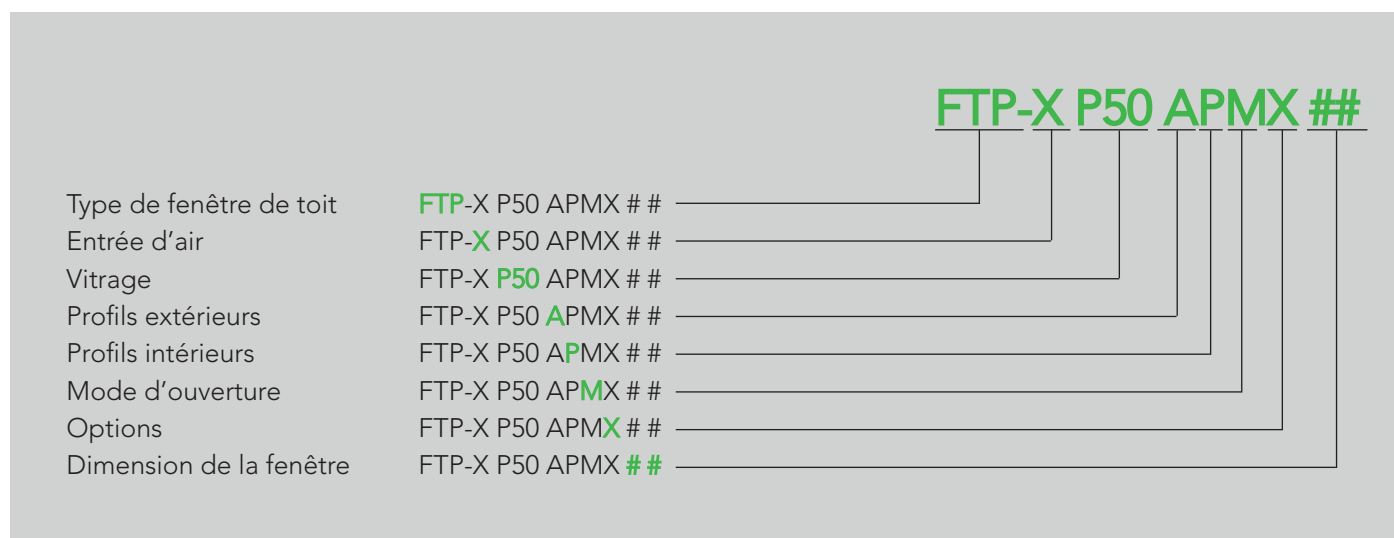 FTP-X P50 APMX ##
Type de fenêtre de toit FTP-X P50 APMX # #
Entrée d'air FTP-X P50 APMX # #
Vitrage FTP-X P50 APMX # #
Profils extérieurs FTP-X P50 APMX # #
Profils intérieurs FTP-X P50 APMX # #
Mode d'ouverture FTP-X P50 APMX # #
Options FTP-X P50 APMX # #
Dimension de la fenêtre FTP-X P50 APMX # #